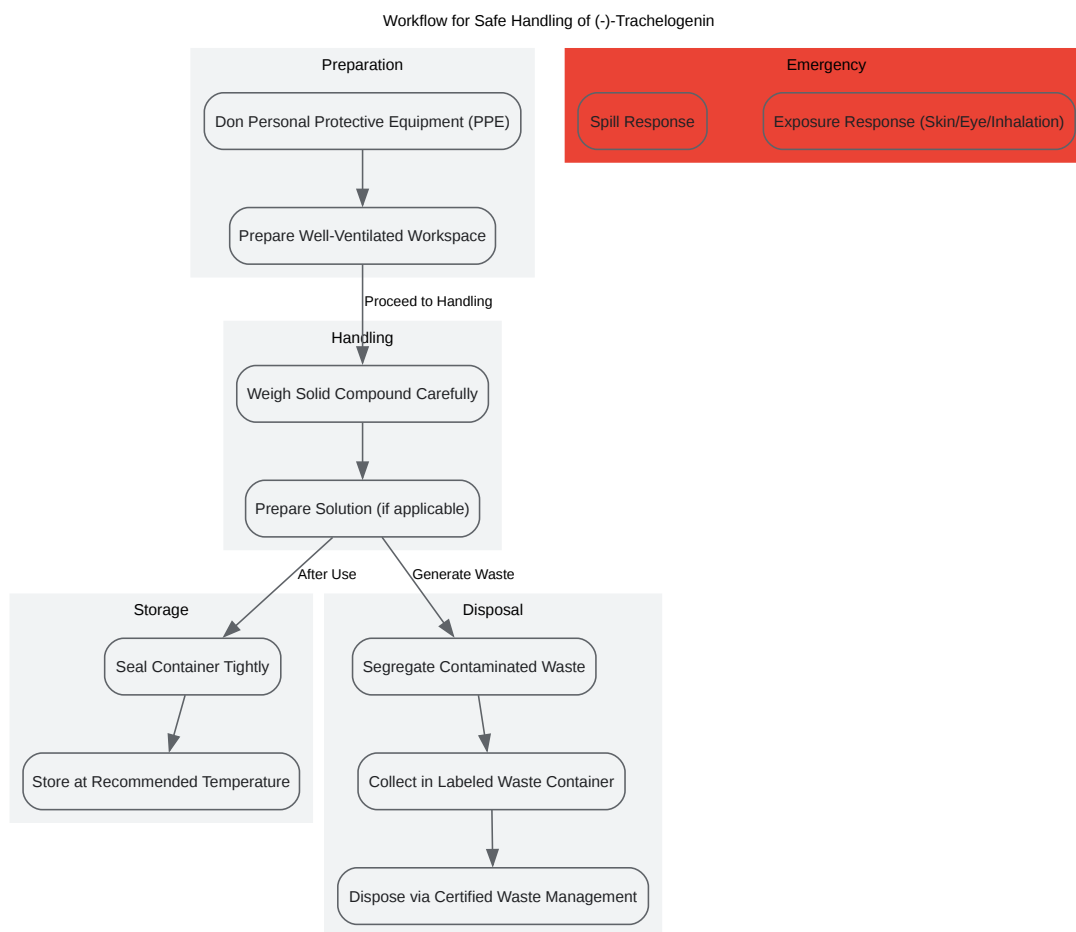 Workflow for Safe Handling of (-)-Trachelogenin
Preparation
Don Personal Protective Equipment (PPE)
Prepare Well-Ventilated Workspace
Emergency
Spill Response
Exposure Response (Skin/Eye/Inhalation)
Proceed to Handling
Handling
Weigh Solid Compound Carefully
Prepare Solution (if applicable)
After Use
Generate Waste
Storage
Seal Container Tightly
Store at Recommended Temperature
Disposal
Segregate Contaminated Waste
Collect in Labeled Waste Container
Dispose via Certified Waste Management